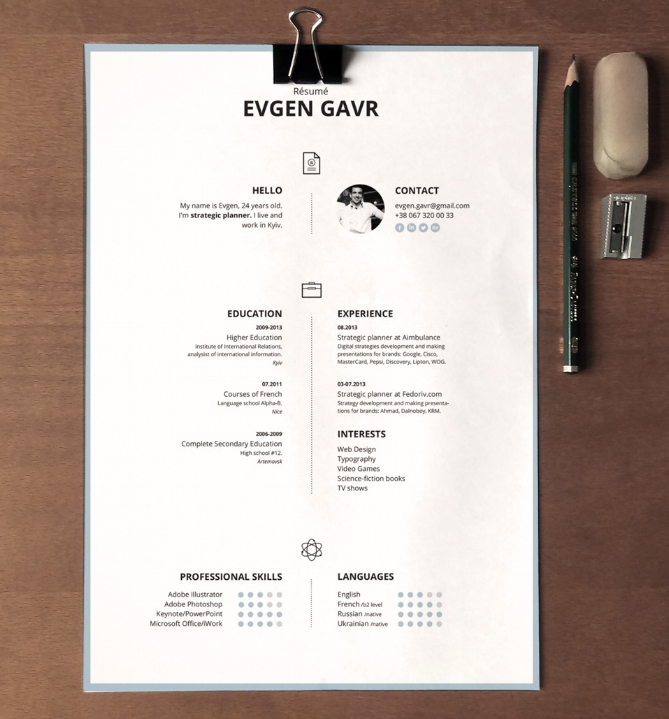 Résumé
EVGEN GAVR
HELLO
My name is Evgen, 24 years old.
I'm strategic planner. I live and
work in Kyiv.
CONTACT
evgen.gavr@gmail.com
+38 067 320 00 33
EDUCATION
2009-2013
Higher Education
Institute of International Relations,
analysist of international information.
Kyiv
07.2011
Courses of French
Language school Alpha-B.
Nice
2006-2009
Complete Secondary Education
High school #12.
Artemovsk
EXPERIENCE
08.2013
Strategic planner at Aimbulance
Digital strategies development and making
presentations for brands: Google, Cisco,
MasterCard, Pepsi, Discovery, Lipton, WOG.
03-07.2013
Strategic planner at Fedoriv.com
Strategy development and making presenta-
tions for brands: Ahmad, Dalnoboy, KRM.
INTERESTS
Web Design
Typography
Video Games
Science-fiction books
TV shows
PROFESSIONAL SKILLS
Adobe Illustrator
Adobe Photoshop
Keynote/PowerPoint
Microsoft Office/iWork
LANGUAGES
English
French /b2 level
Russian /native
Ukrainian /native